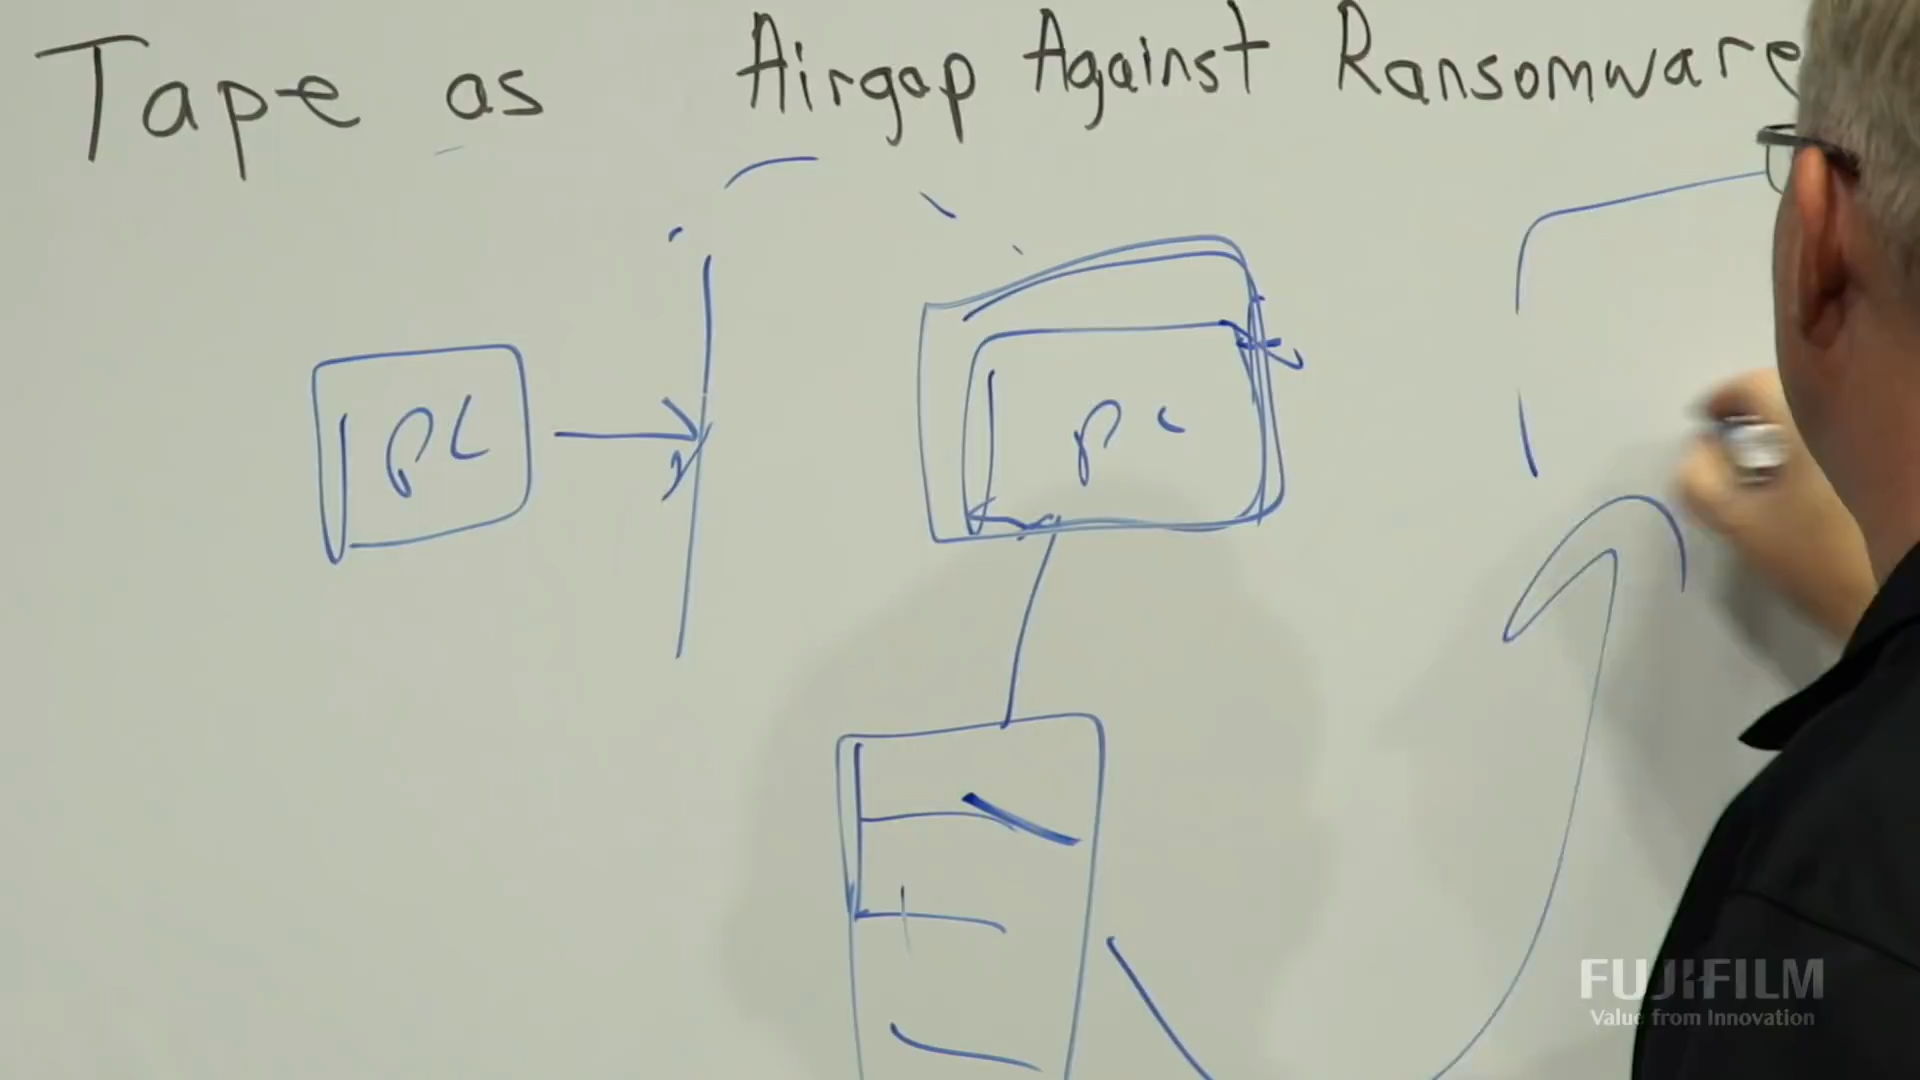 Tape as Airgap Against Ransomware
PC
PC
FUJIFILM
Value from Innovation